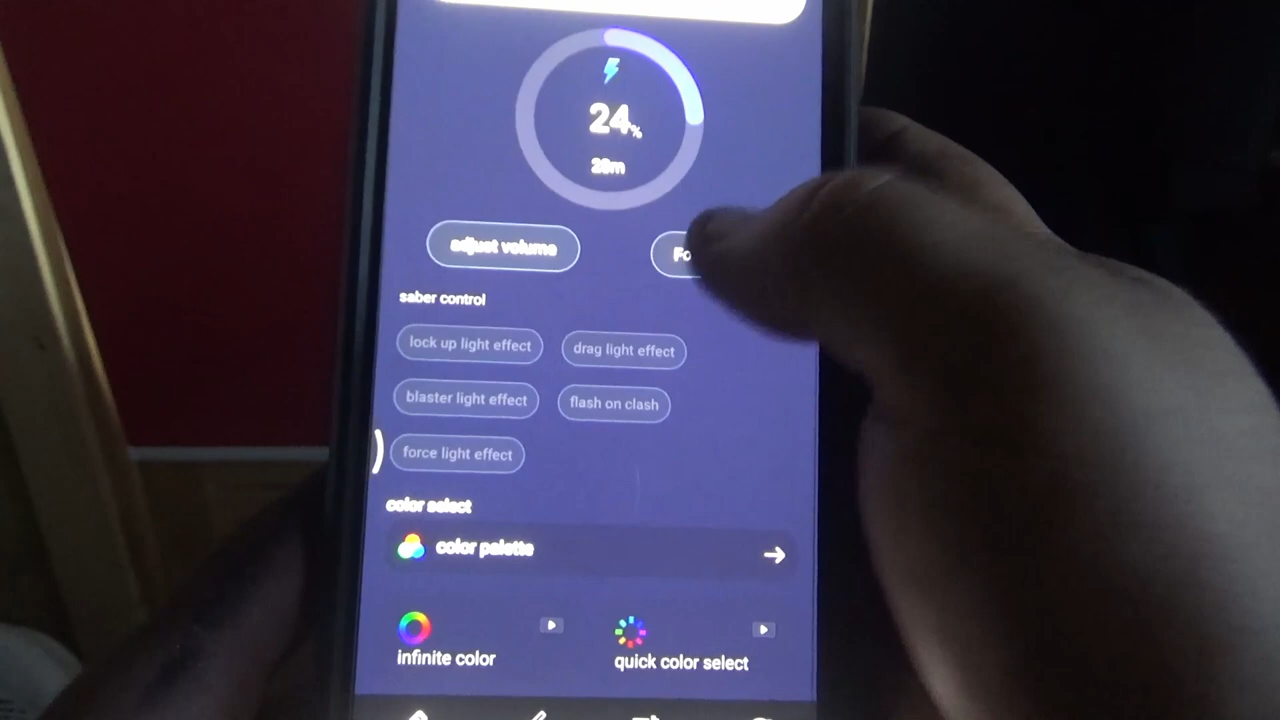 24%
20m
adjust volume
Fo
saber control
lock up light effect
drag light effect
blaster light effect
flash on clash
force light effect
color select
color palette
infinite color
quick color select